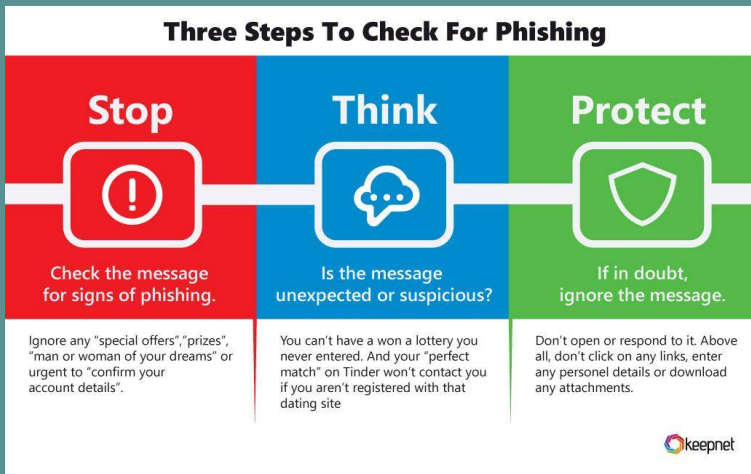 Three Steps To Check For Phishing
Stop
Check the message
for signs of phishing.
Ignore any “special offers”,“prizes”,
“man or woman of your dreams” or
urgent to “confirm your
account details”.
Think
Is the message
unexpected or suspicious?
You can’t have a won a lottery you
never entered. And your “perfect
match” on Tinder won’t contact you
if you aren’t registered with that
dating site
Protect
If in doubt,
ignore the message.
Don’t open or respond to it. Above
all, don’t click on any links, enter
any personel details or download
any attachments.
keepnet